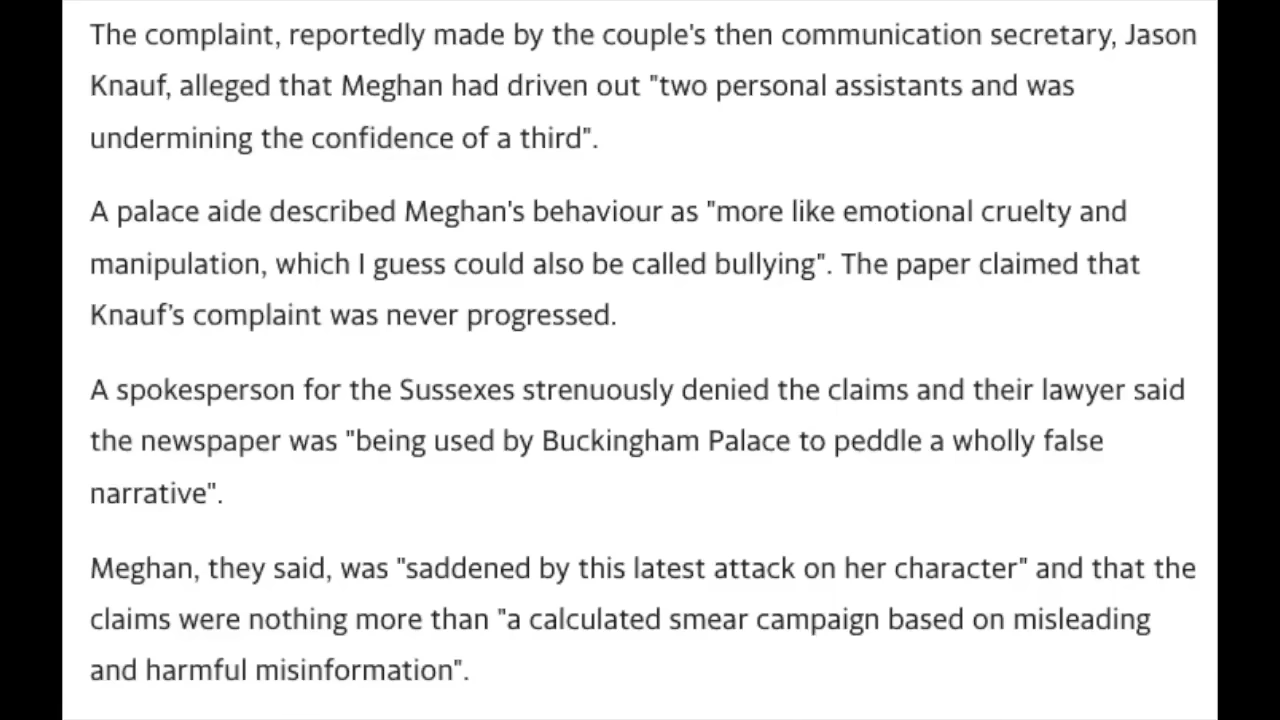 The complaint, reportedly made by the couple's then communication secretary, Jason
Knauf, alleged that Meghan had driven out "two personal assistants and was
undermining the confidence of a third".
A palace aide described Meghan's behaviour as "more like emotional cruelty and
manipulation, which I guess could also be called bullying". The paper claimed that
Knauf’s complaint was never progressed.
A spokesperson for the Sussexes strenuously denied the claims and their lawyer said
the newspaper was "being used by Buckingham Palace to peddle a wholly false
narrative".
Meghan, they said, was "saddened by this latest attack on her character" and that the
claims were nothing more than "a calculated smear campaign based on misleading
and harmful misinformation".